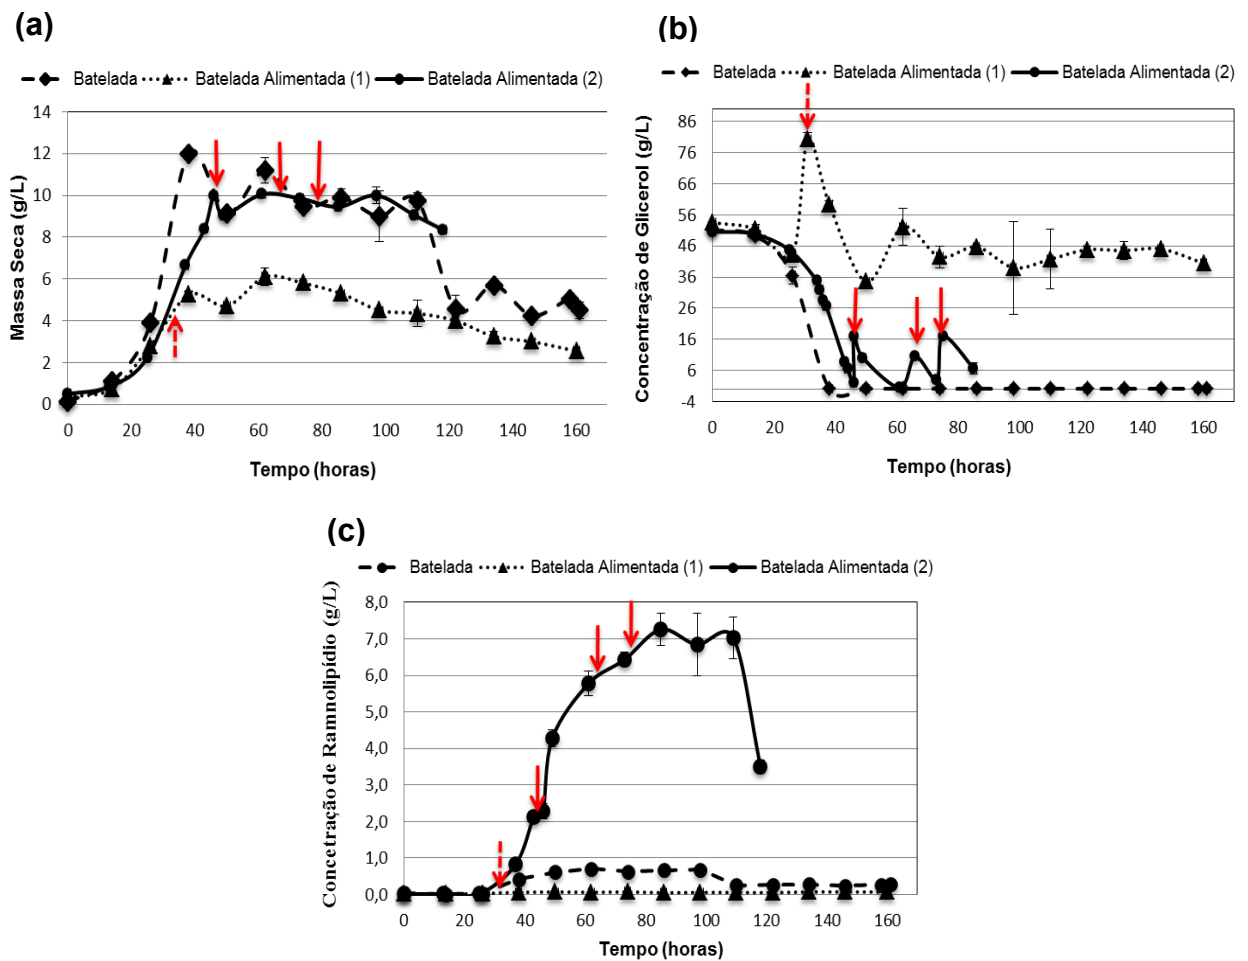 (a)
Batelada Batelada Alimentada (1) Batelada Alimentada (2)
Masssa Seca (g/L)
14
12
10
8
6
4
2
0
0 20 40 60 80 100 120 140 160
Tempo (horas)
(b)
Batelada Batelada Alimentada (1) Batelada Alimentada (2)
Concentração de Glicerol (g/L)
86
76
66
56
46
36
26
16
6
-4
0 20 40 60 80 100 120 140 160
Tempo (horas)
(c)
Batelada Batelada Alimentada (1) Batelada Alimentada (2)
Concetração de Ramnolipídio (g/L)
8,0
7,0
6,0
5,0
4,0
3,0
2,0
1,0
0,0
0 20 40 60 80 100 120 140 160
Tempo (horas)